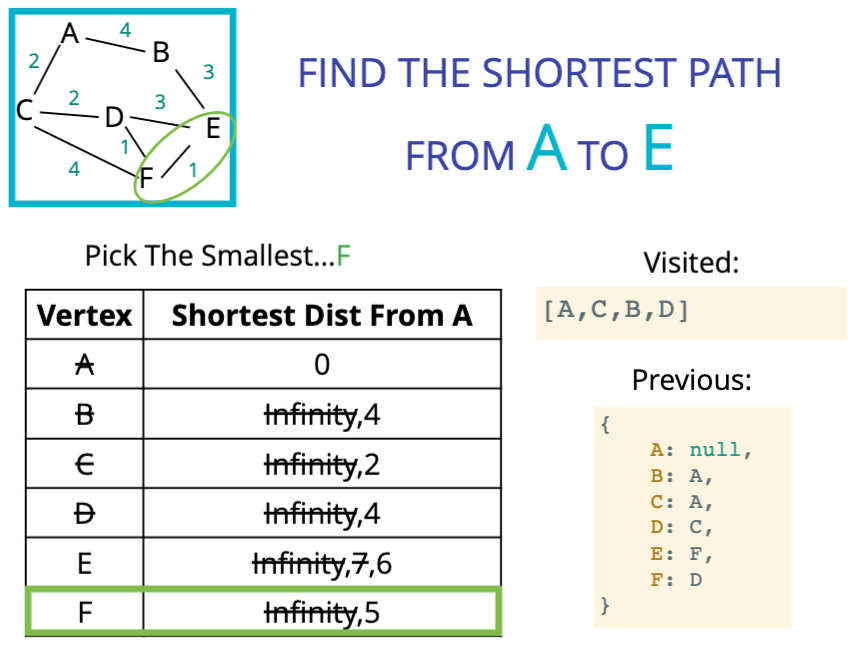 A
4
B
2
3
C
2
D
3
E
1
4
F
1
FIND THE SHORTEST PATH
FROM A TO E
Pick The Smallest...F
Vertex Shortest Dist From A
A 0
B Infinity,4
C Infinity,2
D Infinity,4
E Infinity,7,6
F Infinity,5
Visited:
[A,C,B,D]
Previous:
{
A: null,
B: A,
C: A,
D: C,
E: F,
F: D
}